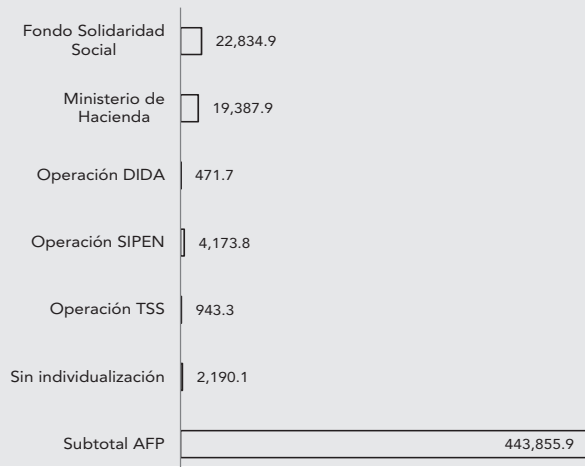 Fondo Solidaridad
Social
22,834.9
Ministerio de
Hacienda
19,387.9
Operación DIDA
471.7
Operación SIPEN
4,173.8
Operación TSS
943.3
Sin individualización
2,190.1
Subtotal AFP
443,855.9